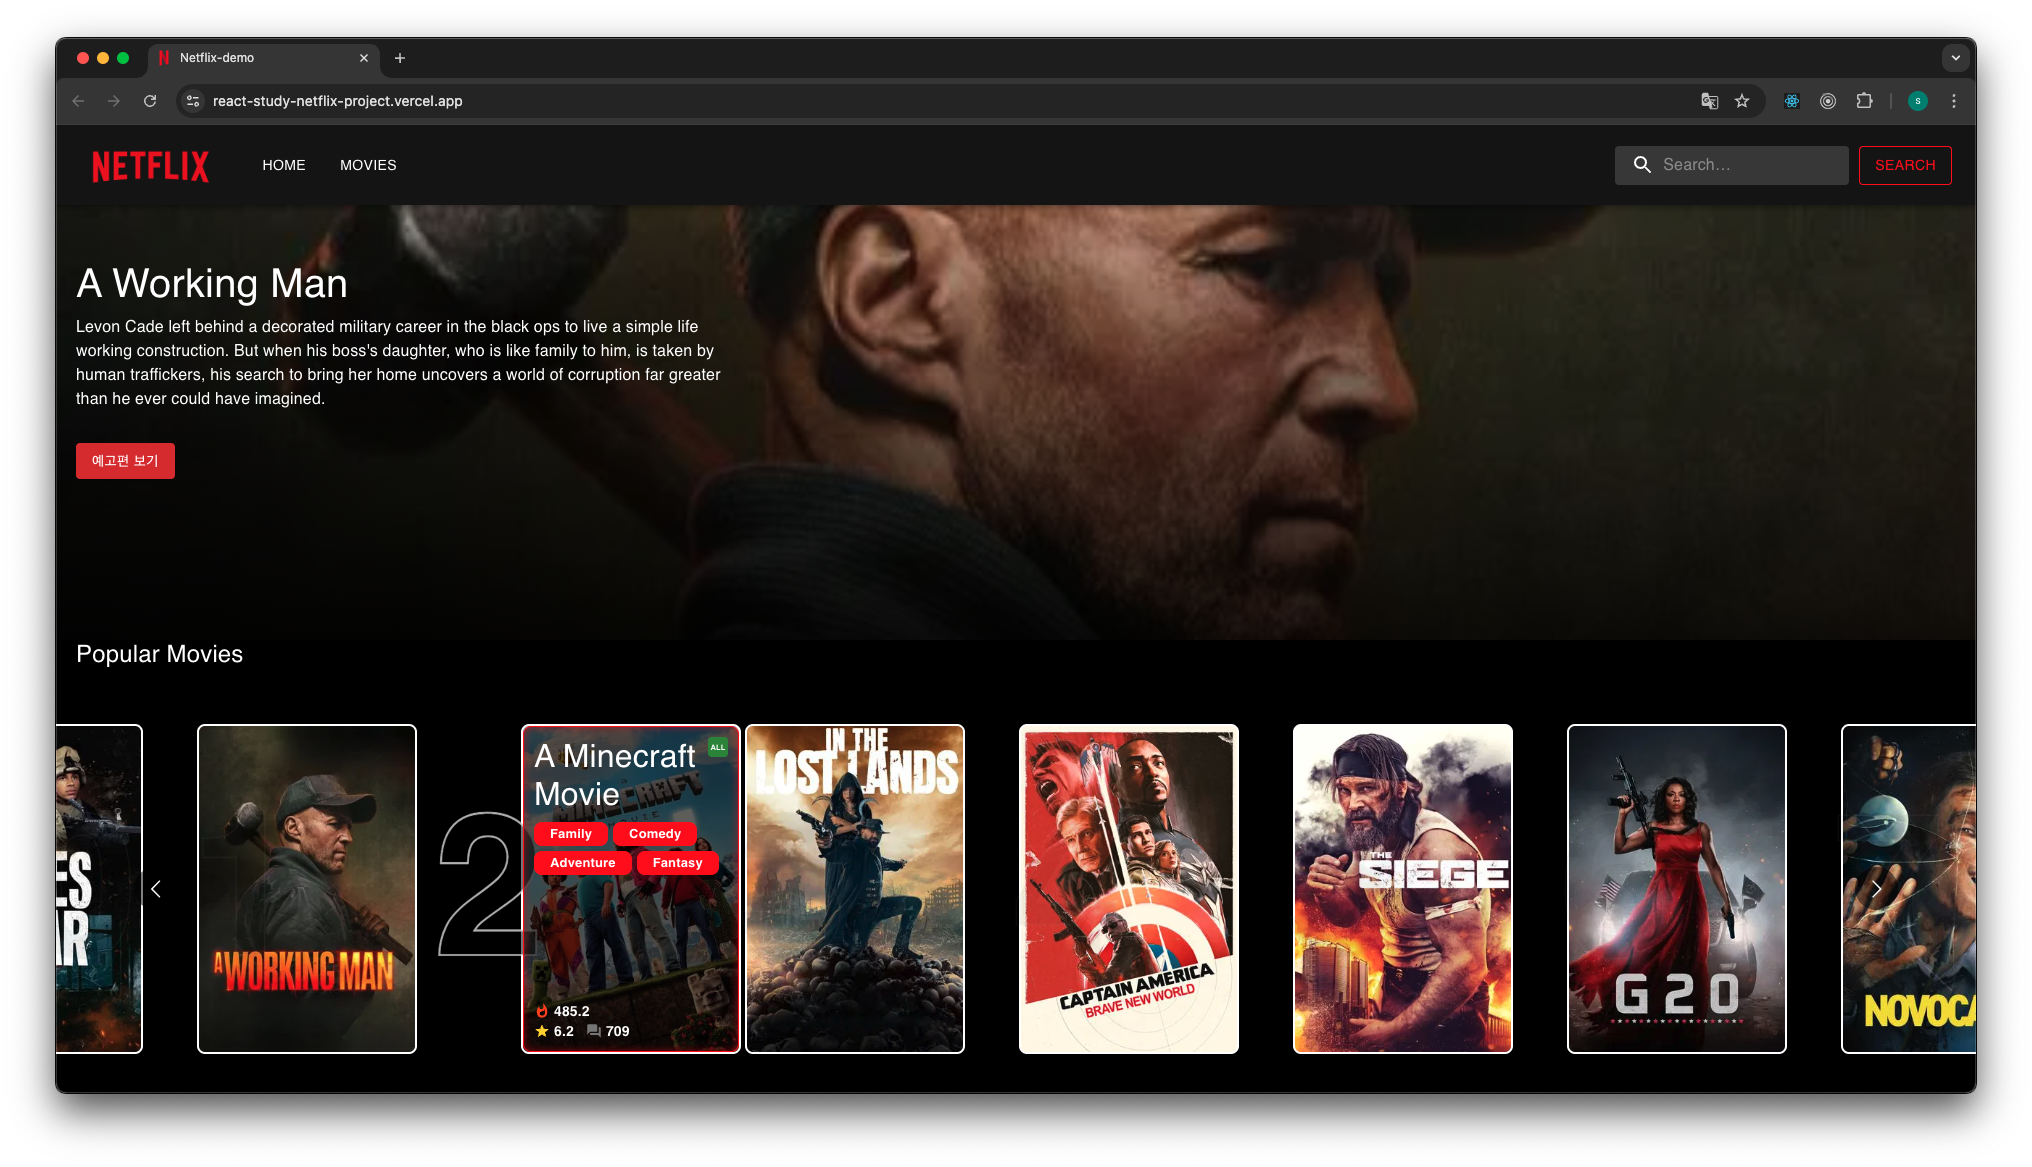 Netflix-demo
react-study-netflix-project.vercel.app
S
NETFLIX
HOME
MOVIES
Search…
SEARCH
A Working Man
Levon Cade left behind a decorated military career in the black ops to live a simple life
working construction. But when his boss's daughter, who is like family to him, is taken by
human traffickers, his search to bring her home uncovers a world of corruption far greater
than he ever could have imagined.
예고편 보기
Popular Movies
ES
AR
A WORKING MAN
2
A Minecraft
Movie
ALL
Family
Comedy
Adventure
Fantasy
485.2
6.2
709
IN THE
LOST LANDS
CAPTAIN AMERICA
BRAVE NEW WORLD
THE
SIEGE
G20
NOVOCA